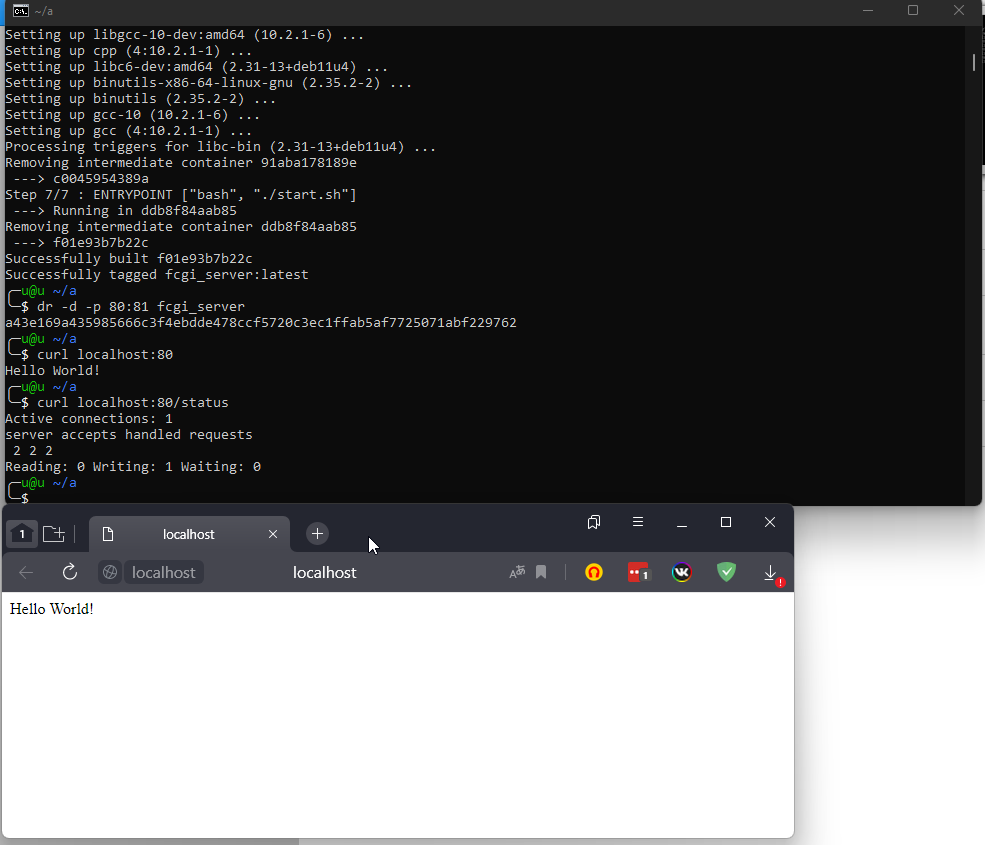 ~/a
Setting up libgcc-10-dev:amd64 (10.2.1-6) ...
Setting up cpp (4:10.2.1-1) ...
Setting up libc6-dev:amd64 (2.31-13+deb11u4) ...
Setting up binutils-x86-64-linux-gnu (2.35.2-2) ...
Setting up binutils (2.35.2-2) ...
Setting up gcc-10 (10.2.1-6) ...
Setting up gcc (4:10.2.1-1) ...
Processing triggers for libc-bin (2.31-13+deb11u4) ...
Removing intermediate container 91aba178189e
---> c0045954389a
Step 7/7 : ENTRYPOINT ["bash", "./start.sh"]
---> Running in ddb8f84aab85
Removing intermediate container ddb8f84aab85
---> f01e93b7b22c
Successfully built f01e93b7b22c
Successfully tagged fcgi_server:latest
╭─u@u ~/a
╰─$ dr -d -p 80:81 fcgi_server
a43e169a435985666c3f4ebdde478ccf5720c3ec1ffab5af7725071abf229762
╭─u@u ~/a
╰─$ curl localhost:80
Hello World!
╭─u@u ~/a
╰─$ curl localhost:80/status
Active connections: 1
server accepts handled requests
2 2 2
Reading: 0 Writing: 1 Waiting: 0
╭─u@u ~/a
╰─$
1 localhost
localhost localhost 1
Hello World!